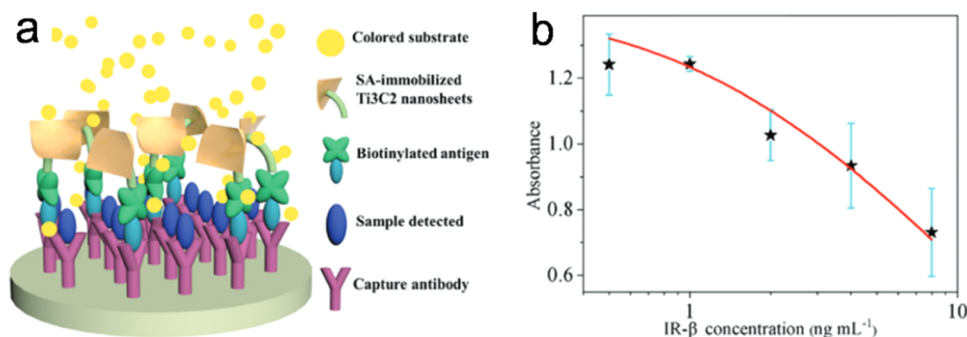 a
Colored substrate
SA-immobilized
Ti3C2 nanosheets
Biotinylated antigen
Sample detected
Capture antibody
b
Absorbance
1.2
1.0
0.8
0.6
1
10
IR-β concentration (ng mL⁻¹)